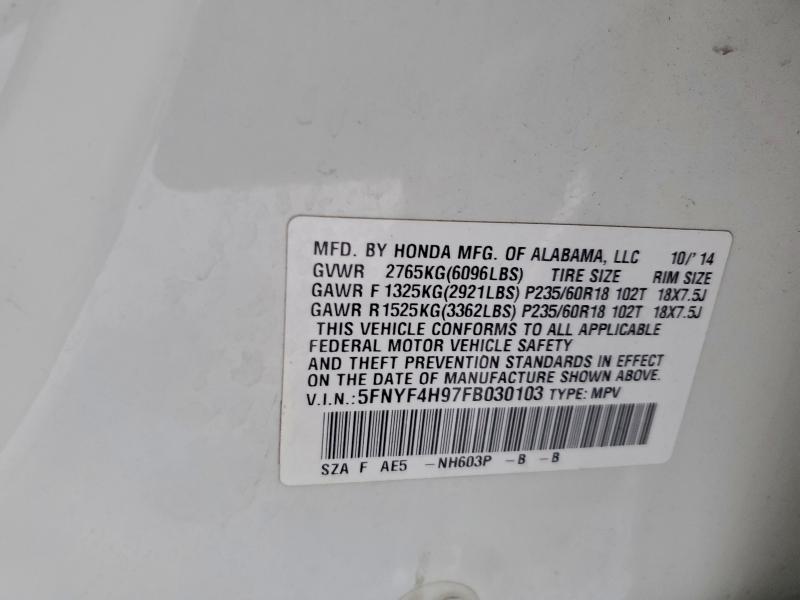 MFD. BY HONDA MFG. OF ALABAMA, LLC 10/'14
GVWR 2765KG(6096LBS) TIRE SIZE RIM SIZE
GAWR F 1325KG(2921LBS) P235/60R18 102T 18X7.5J
GAWR R1525KG(3362LBS) P235/60R18 102T 18X7.5J
THIS VEHICLE CONFORMS TO ALL APPLICABLE
FEDERAL MOTOR VEHICLE SAFETY
AND THEFT PREVENTION STANDARDS IN EFFECT
ON THE DATE OF MANUFACTURE SHOWN ABOVE.
V.I.N.:5FNYF4H97FB030103 TYPE: MPV
SZA F AE5 -NH603P -B -B